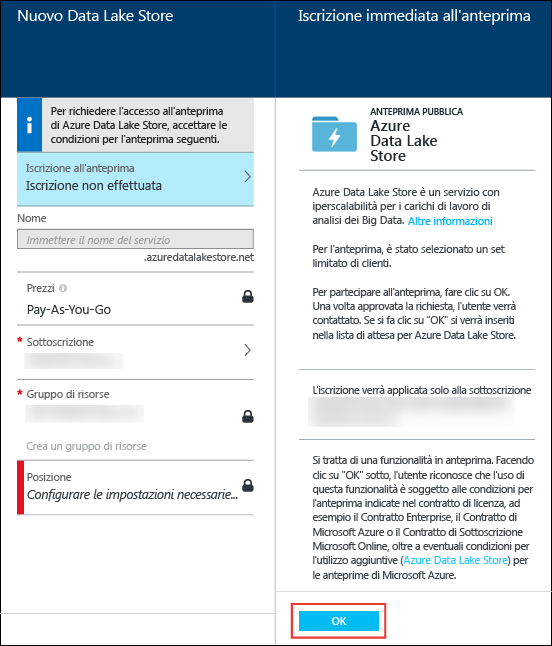 Nuovo Data Lake Store
Per richiedere l'accesso all'anteprima
di Azure Data Lake Store, accettare le
condizioni per l'anteprima seguenti.
Iscrizione all'anteprima
Iscrizione non effettuata
Nome
Immettere il nome del servizio
.azuredatalakestore.net
Prezzi
Pay-As-You-Go
* Sottoscrizione
* Gruppo di risorse
Crea un gruppo di risorse
Posizione
Configurare le impostazioni necessarie...
Iscrizione immediata all'anteprima
ANTEPRIMA PUBBLICA
Azure
Data Lake
Store
Azure Data Lake Store è un servizio con
iperscalabilità per i carichi di lavoro di
analisi dei Big Data. Altre informazioni
Per l'anteprima, è stato selezionato un set
limitato di clienti.
Per partecipare all'anteprima, fare clic su OK.
Una volta approvata la richiesta, l'utente verrà
contattato. Se si fa clic su "OK" si verrà inseriti
nella lista di attesa per Azure Data Lake Store.
L'iscrizione verrà applicata solo alla sottoscrizione
Si tratta di una funzionalità in anteprima. Facendo
clic su "OK" sotto, l'utente riconosce che l'uso di
questa funzionalità è soggetto alle condizioni per
l'anteprima indicate nel contratto di licenza, ad
esempio il Contratto Enterprise, il Contratto di
Microsoft Azure o il Contratto di Sottoscrizione
Microsoft Online, oltre a eventuali condizioni per
l'utilizzo aggiuntive (Azure Data Lake Store) per
le anteprime di Microsoft Azure.
OK